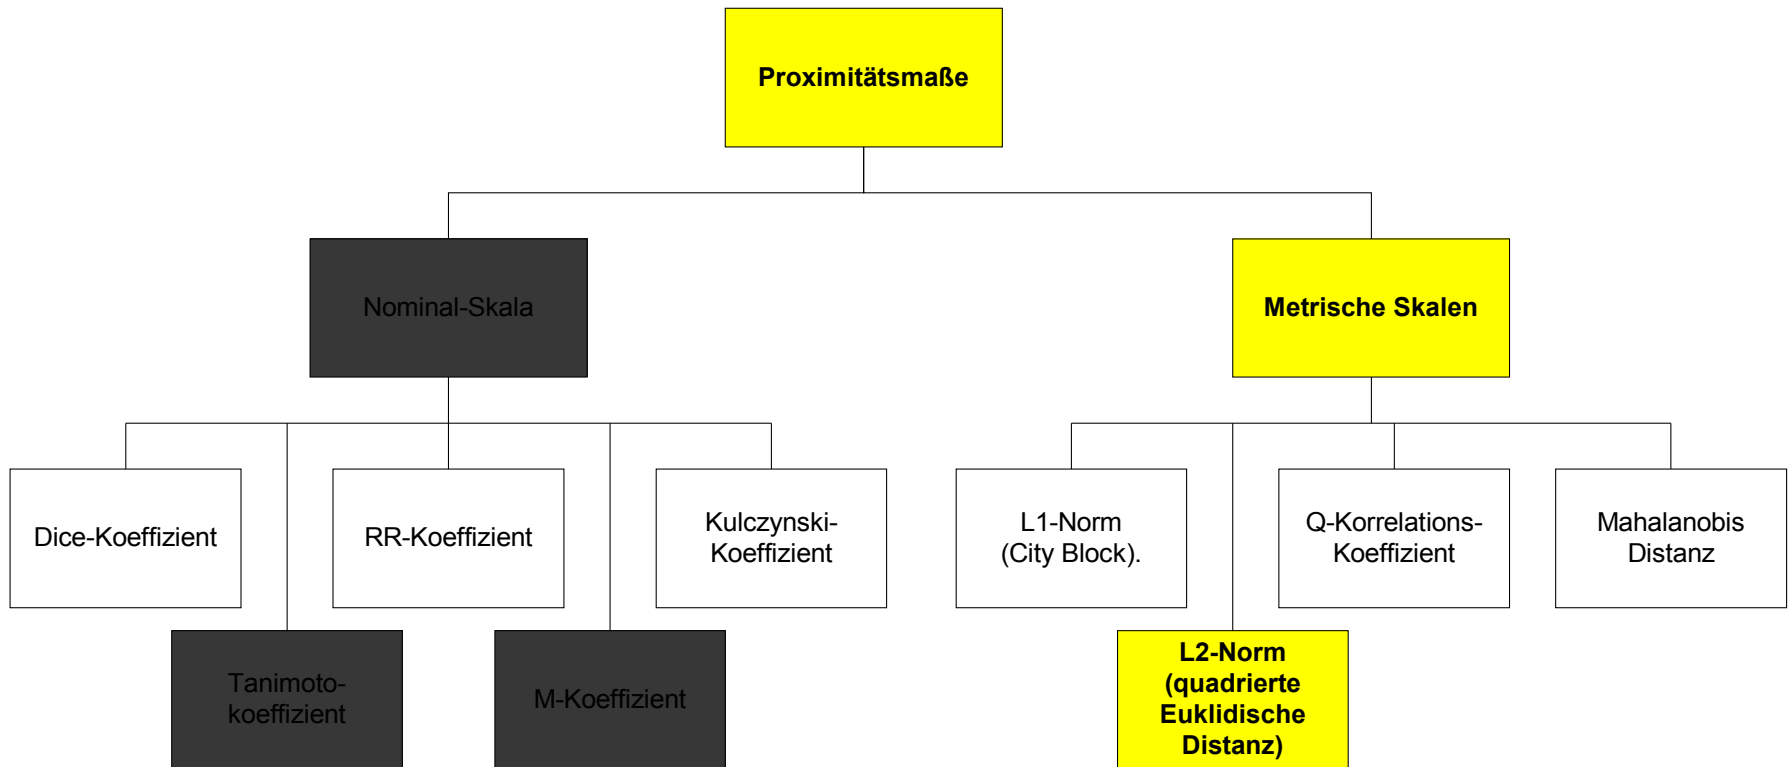 Proximitätsmaße
Nominal-Skala
Metrische Skalen
Dice-Koeffizient
RR-Koeffizient
Kulczynski-
Koeffizient
L1-Norm
(City Block).
Q-Korrelations-
Koeffizient
Mahalanobis
Distanz
Tanimoto-
koeffizient
M-Koeffizient
L2-Norm
(quadrierte
Euklidische
Distanz)